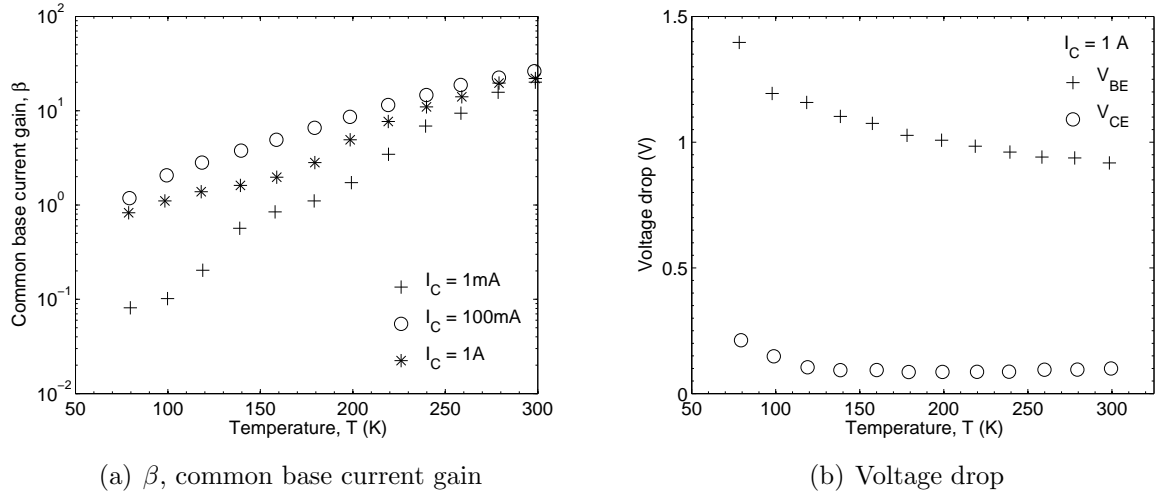 10^2
10^1
10^0
10^-1
10^-2
Common base current gain, β
I_C = 1mA
I_C = 100mA
I_C = 1A
50 100 150 200 250 300
Temperature, T (K)
(a) β, common base current gain
1.5
1
0.5
0
Voltage drop (V)
I_C = 1 A
V_BE
V_CE
50 100 150 200 250 300
Temperature, T (K)
(b) Voltage drop